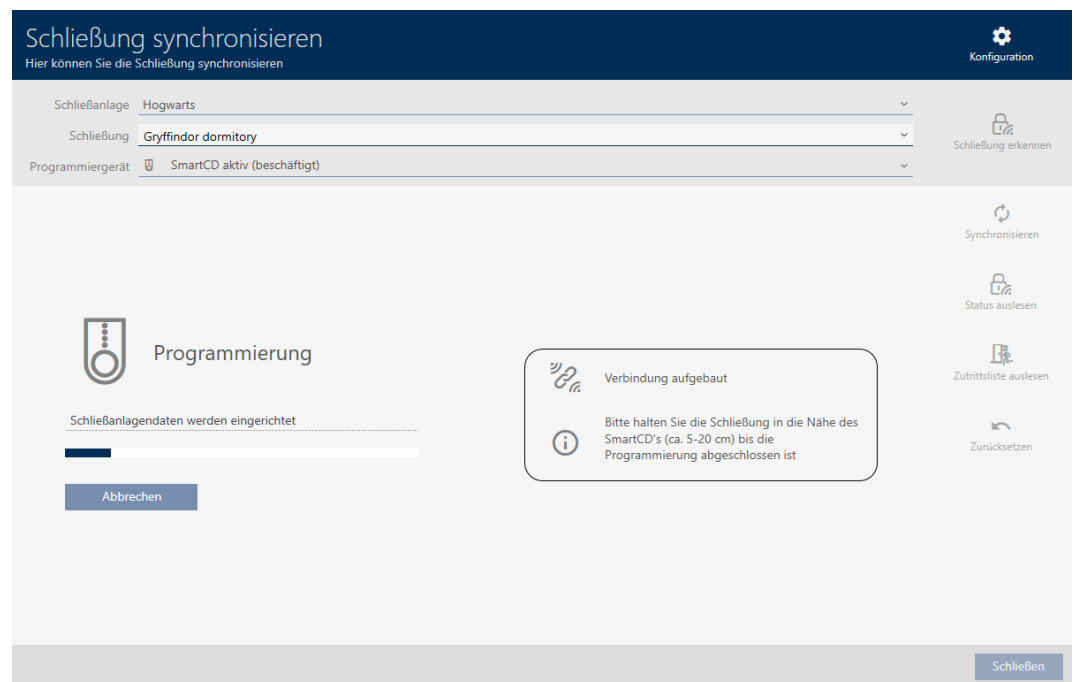 Schließung synchronisieren
Hier können Sie die Schließung synchronisieren
Konfiguration
Schließanlage Hogwarts
Schließung Gryffindor dormitory
Programmiergerät SmartCD aktiv (beschäftigt)
Schließung erkennen
Synchronisieren
Status auslesen
Zutrittsliste auslesen
Zurücksetzen
Programmierung
Schließanlagendaten werden eingerichtet
Abbrechen
Verbindung aufgebaut
Bitte halten Sie die Schließung in die Nähe des
SmartCD's (ca. 5-20 cm) bis die
Programmierung abgeschlossen ist
Schließen